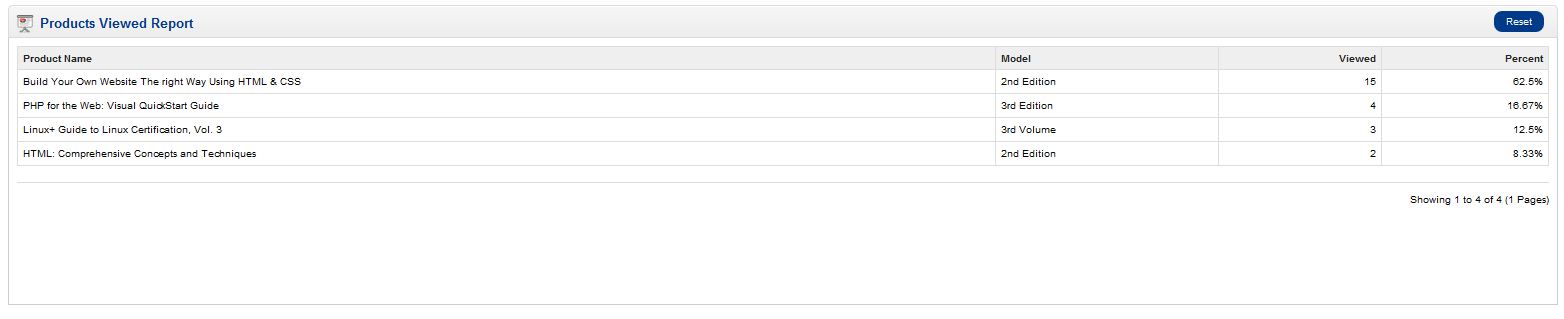 Products Viewed Report Reset
Product Name Model Viewed Percent
Build Your Own Website The right Way Using HTML & CSS 2nd Edition 15 62.5%
PHP for the Web: Visual QuickStart Guide 3rd Edition 4 16.67%
Linux+ Guide to Linux Certification, Vol. 3 3rd Volume 3 12.5%
HTML: Comprehensive Concepts and Techniques 2nd Edition 2 8.33%
Showing 1 to 4 of 4 (1 Pages)